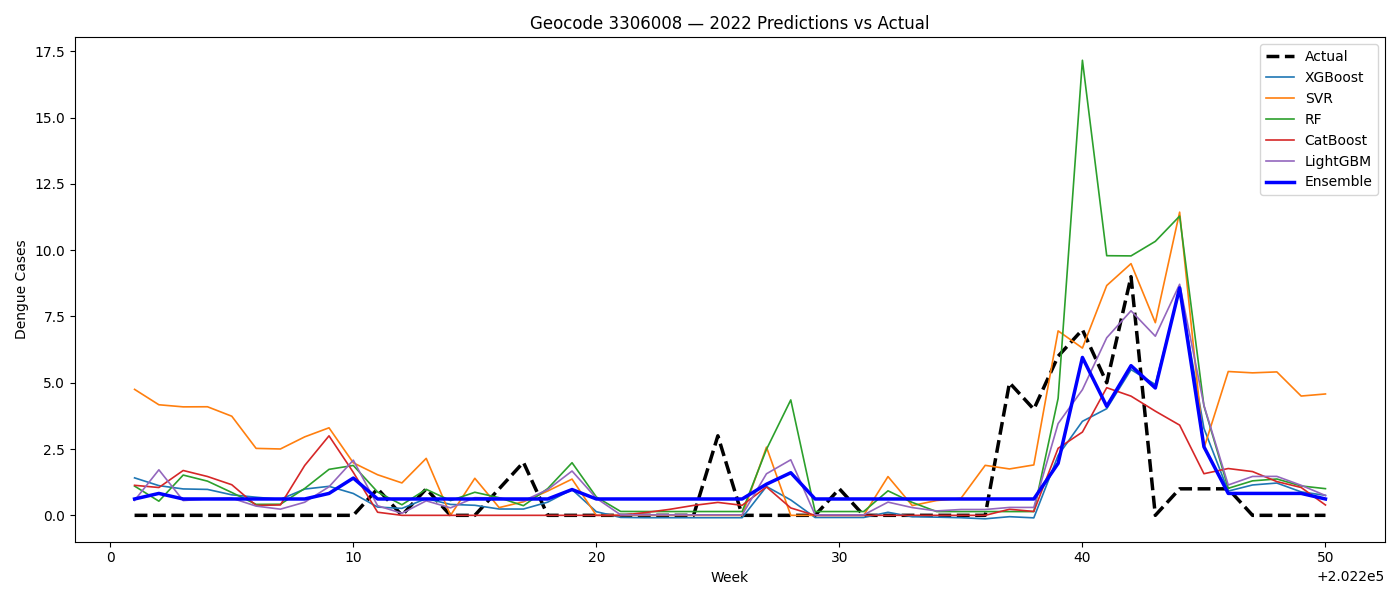 Geocode 3306008 — 2022 Predictions vs Actual
Dengue Cases
17.5
15.0
12.5
10.0
7.5
5.0
2.5
0.0
Actual
XGBoost
SVR
RF
CatBoost
LightGBM
Ensemble
0
10
20
30
40
50
+2.022e5
Week